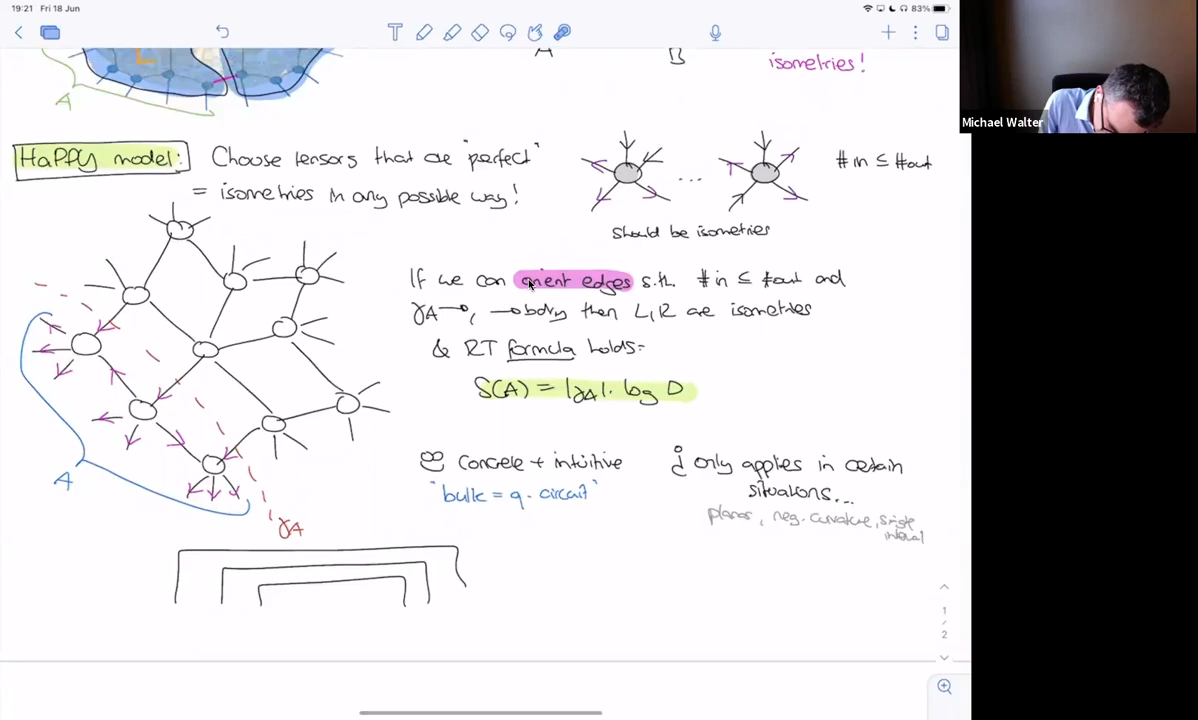 19:21 Fri 18 Jun
83%
T
A
B
isometries!
A
Michael Walter
HaPPY model: Choose tensors that are "perfect"
= isometries in any possible way!
...
# in ≤ #out
should be isometries
If we can orient edges s.th. # in ≤ #out and
γA→, →bdry then L,R are isometries
& RT formula holds:
S(A) = |γA|. log D
concrete + intuitive
"bulk = q. circuit"
only applies in certain
situations...
planar, neg. curvature, single
interval
A
γA
1
/
2